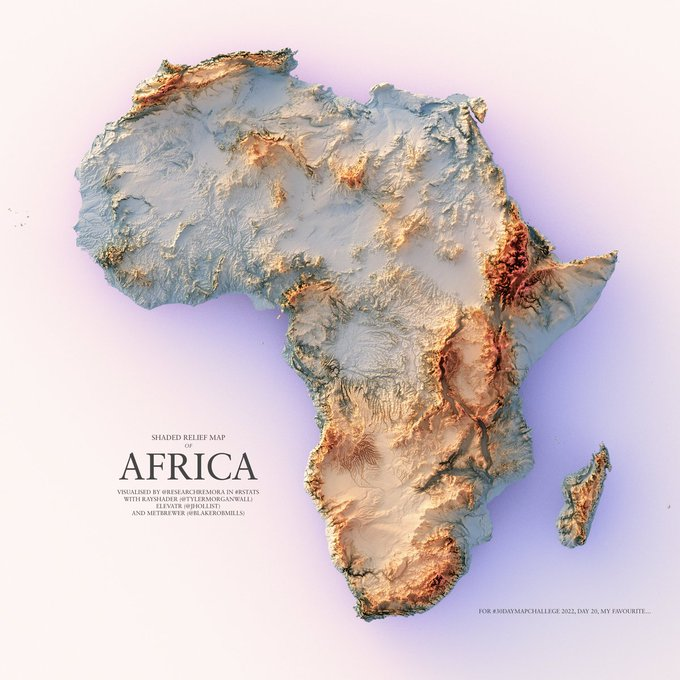 SHADED RELIEF MAP
OF
AFRICA
VISUALISED BY @RESEARCHREMORA IN #RSTATS
WITH RAYSHADER (@TYLERMORGANWALL)
ELEVATR (@JHOLLIST)
AND METBREWER (@BLAKEROBMILLS)
FOR #30DAYMAPCHALLEGE 2022, DAY 20, MY FAVOURITE...